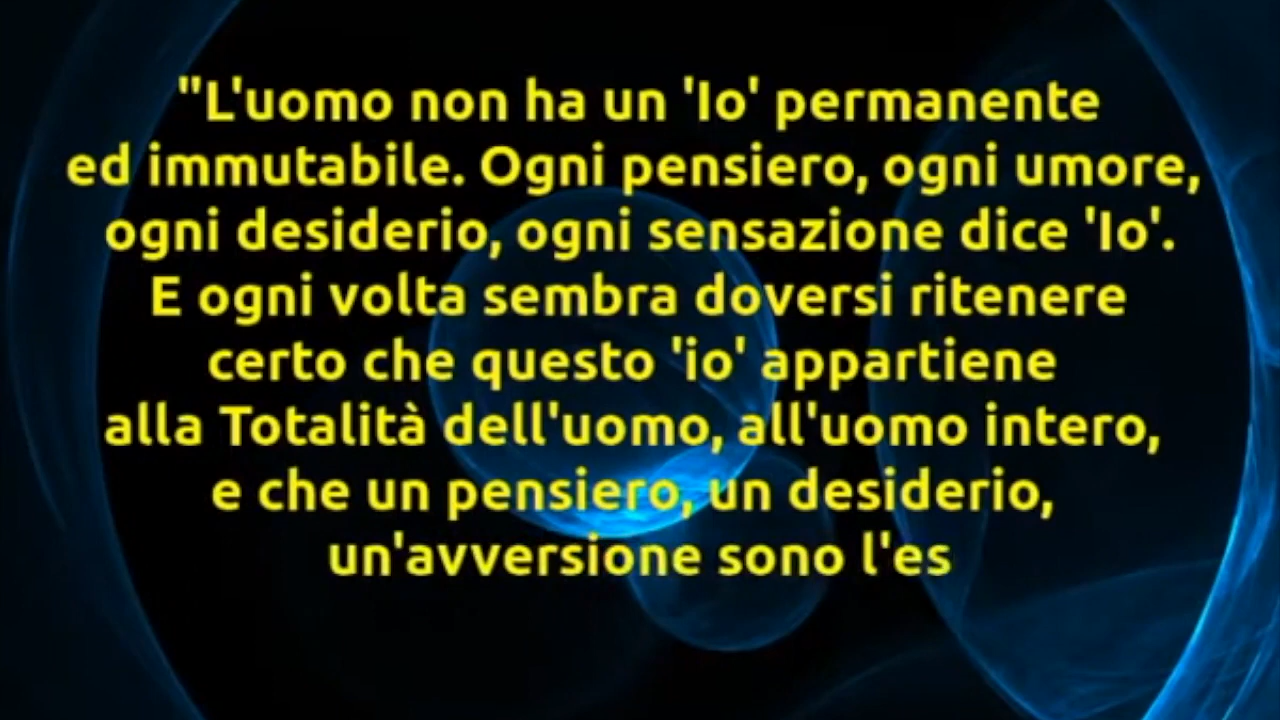 "L'uomo non ha un 'Io' permanente
ed immutabile. Ogni pensiero, ogni umore,
ogni desiderio, ogni sensazione dice 'Io'.
E ogni volta sembra doversi ritenere
certo che questo 'io' appartiene
alla Totalità dell'uomo, all'uomo intero,
e che un pensiero, un desiderio,
un'avversione sono l'es